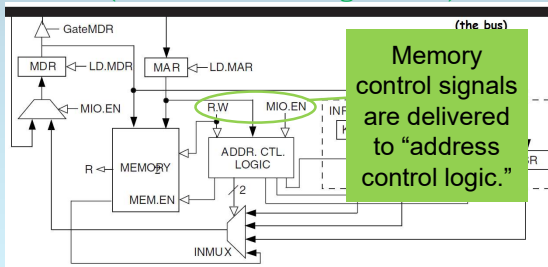 (the bus)
GateMDR
MDR
LD.MDR
MAR
LD.MAR
MIO.EN
R.W
MIO.EN
Memory
control signals
are delivered
to “address
control logic.”
ADDR. CTL.
LOGIC
R
MEMORY
2
MEM.EN
2
INMUX